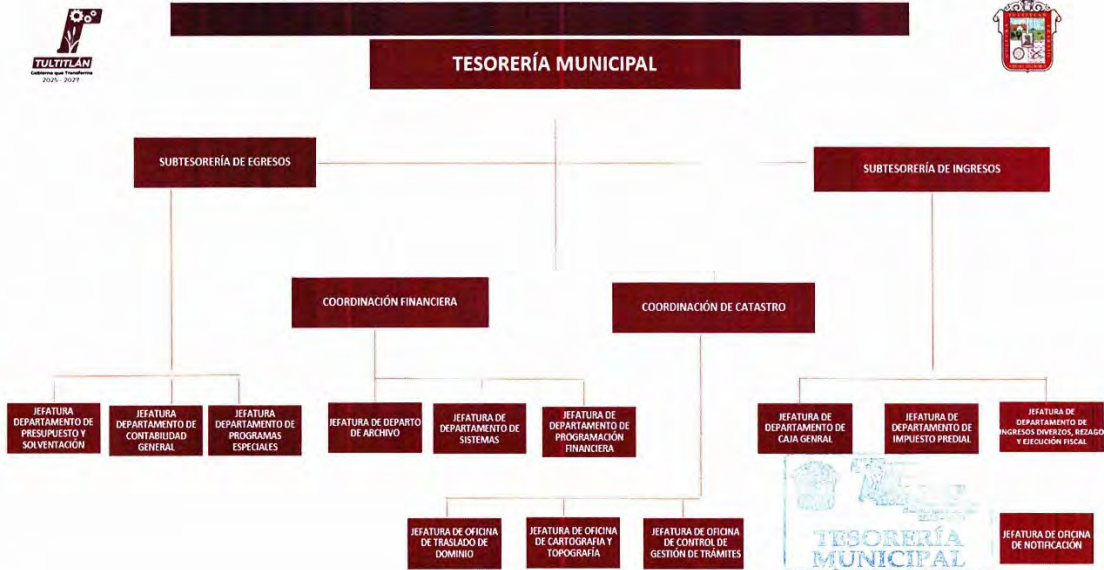 TULTITLÁN
Gobierno que Transforma
2025 - 2027
TULTITLÁN
TESORERÍA MUNICIPAL
SUBTESORERÍA DE EGRESOS
SUBTESORERÍA DE INGRESOS
COORDINACIÓN FINANCIERA
COORDINACIÓN DE CATASTRO
JEFATURA
DEPARTAMENTO DE
PRESUPUESTO Y
SOLVENTACIÓN
JEFATURA
DEPARTAMENTO DE
CONTABILIDAD
GENERAL
JEFATURA
DEPARTAMENTO DE
PROGRAMAS
ESPECIALES
JEFATURA DE DEPARTO
DE ARCHIVO
JEFATURA DE
DEPARTAMENTO DE
SISTEMAS
JEFATURA DE
DEPARTAMENTO DE
PROGRAMACIÓN
FINANCIERA
JEFATURA DE
DEPARTAMENTO DE
CAJA GENRAL
JEFATURA DE
DEPARTAMENTO DE
IMPUESTO PREDIAL
JEFATURA DE
DEPARTAMENTO DE
INGRESOS DIVERZOS, REZAGO
Y EJECUCIÓN FISCAL
JEFATURA DE OFICINA
DE TRASLADO DE
DOMINIO
JEFATURA DE OFICINA
DE CARTOGRAFIA Y
TOPOGRAFÍA
JEFATURA DE OFICINA
DE CONTROL DE
GESTIÓN DE TRÁMITES
TESORERÍA
MUNICIPAL
JEFATURA DE OFICINA
DE NOTIFICACIÓN